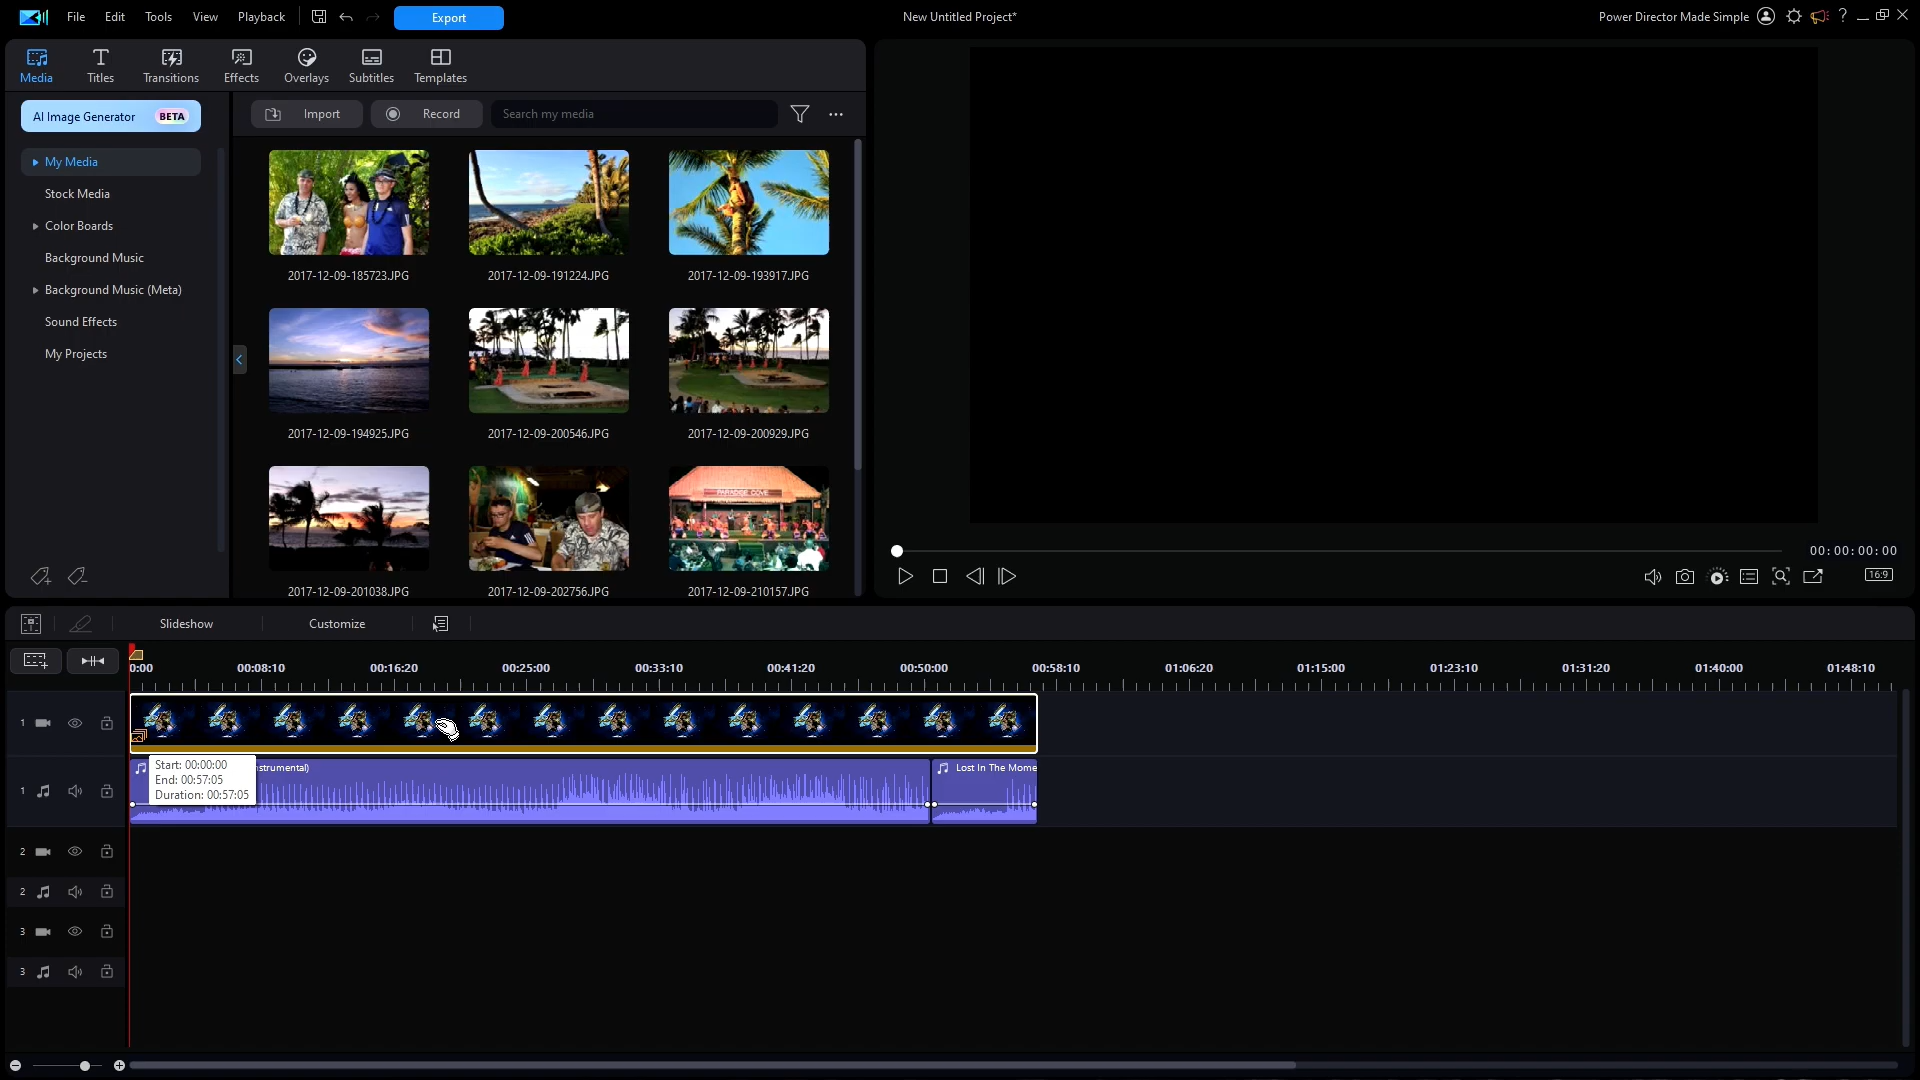 File Edit Tools View Playback Export New Untitled Project* Power Director Made Simple ?
Media Titles Transitions Effects Overlays Subtitles Templates
AI Image Generator BETA
Import Record Search my media
My Media
Stock Media
Color Boards
Background Music
Background Music (Meta)
Sound Effects
My Projects
2017-12-09-185723.JPG 2017-12-09-191224.JPG 2017-12-09-193917.JPG
2017-12-09-194925.JPG 2017-12-09-200546.JPG 2017-12-09-200929.JPG
PARADISE COVE
2017-12-09-201038.JPG 2017-12-09-202756.JPG 2017-12-09-210157.JPG
00:00:00:00
16:9
Slideshow Customize
0:00 00:08:10 00:16:20 00:25:00 00:33:10 00:41:20 00:50:00 00:58:10 01:06:20 01:15:00 01:23:10 01:31:20 01:40:00 01:48:10
1
Start: 00:00:00
End: 00:57:05
Duration: 00:57:05
nstrumental) Lost In The Mome
1
2
2
3
3